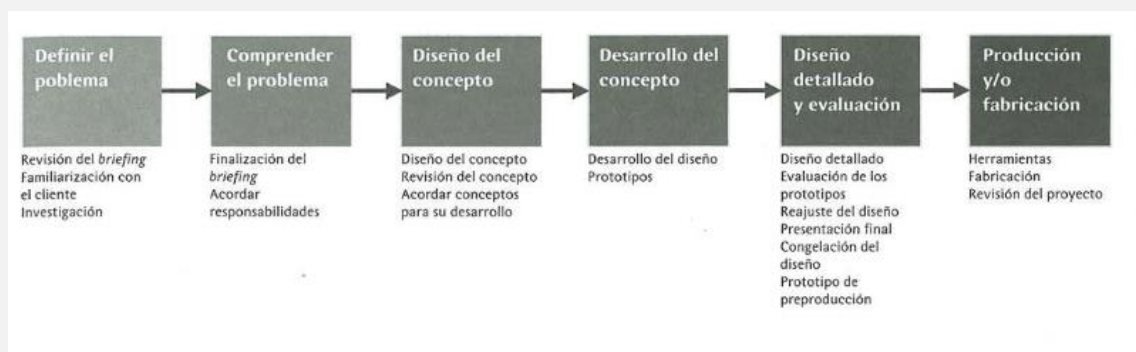 Definir el
poblema
Revisión del briefing
Familiarización con
el cliente
Investigación
Comprender
el problema
Finalización del
briefing
Acordar
responsabilidades
Diseño del
concepto
Diseño del concepto
Revisión del concepto
Acordar conceptos
para su desarrollo
Desarrollo del
concepto
Desarrollo del diseño
Prototipos
Diseño
detallado
y evaluación
Diseño detallado
Evaluación de los
prototipos
Reajuste del diseño
Presentación final
Congelación del
diseño
Prototipo de
preproducción
Producción
y/o
fabricación
Herramientas
Fabricación
Revisión del proyecto